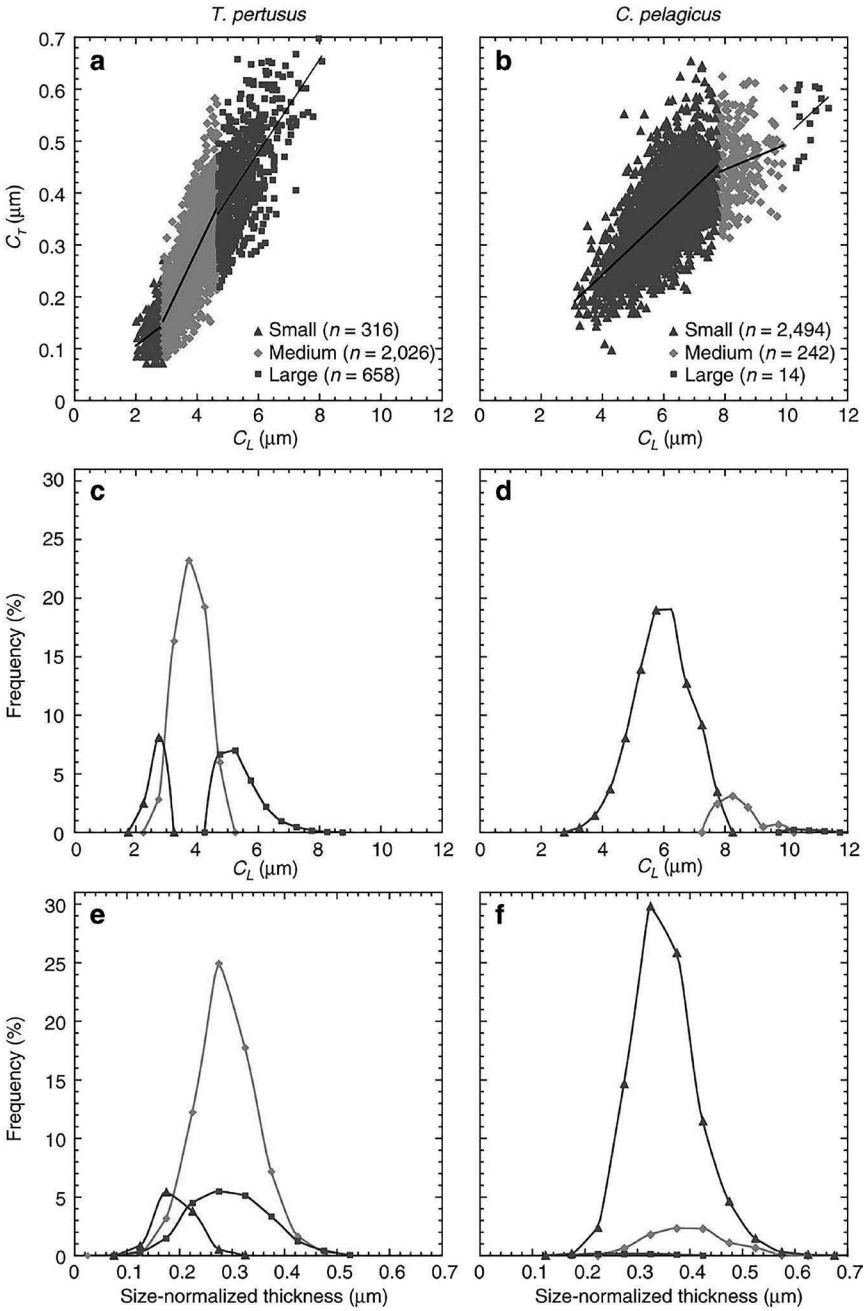 T. pertusus
C. pelagicus
a
b
0.7
0.6
0.5
0.4
0.3
0.2
0.1
0
C_T (μm)
Small (n = 316)
Medium (n = 2,026)
Large (n = 658)
Small (n = 2,494)
Medium (n = 242)
Large (n = 14)
0 2 4 6 8 10 12
0 2 4 6 8 10 12
C_L (μm)
C_L (μm)
c
d
30
25
20
15
10
5
0
Frequency (%)
0 2 4 6 8 10 12
0 2 4 6 8 10 12
C_L (μm)
C_L (μm)
e
f
30
25
20
15
10
5
0
Frequency (%)
0 0.1 0.2 0.3 0.4 0.5 0.6 0.7
0 0.1 0.2 0.3 0.4 0.5 0.6 0.7
Size-normalized thickness (μm)
Size-normalized thickness (μm)